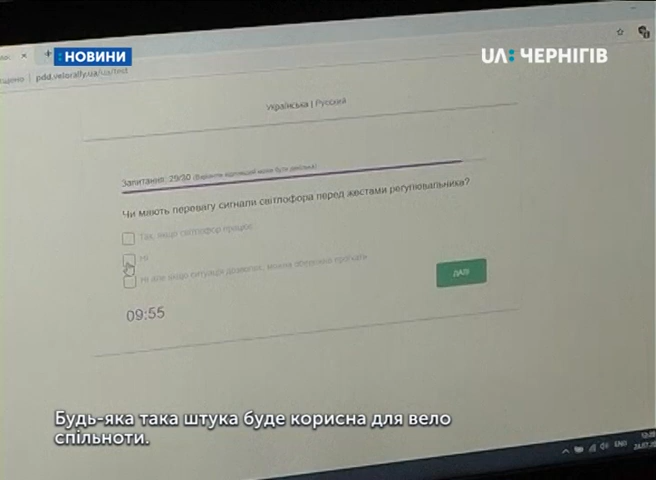 НОВИНИ
UA: ЧЕРНІГІВ
pdd.velorally.ua/ua/test
Українська | Русский
Запитання: 29/30
Чи мають перевагу сигнали світлофора перед жестами регулювальника?
Так, якщо світлофор працює
Ні
Ні але якщо ситуація дозволяє, можна обережно проїхати
ДАЛІ
09:55
Будь-яка така штука буде корисна для вело
спільноти.
ENG